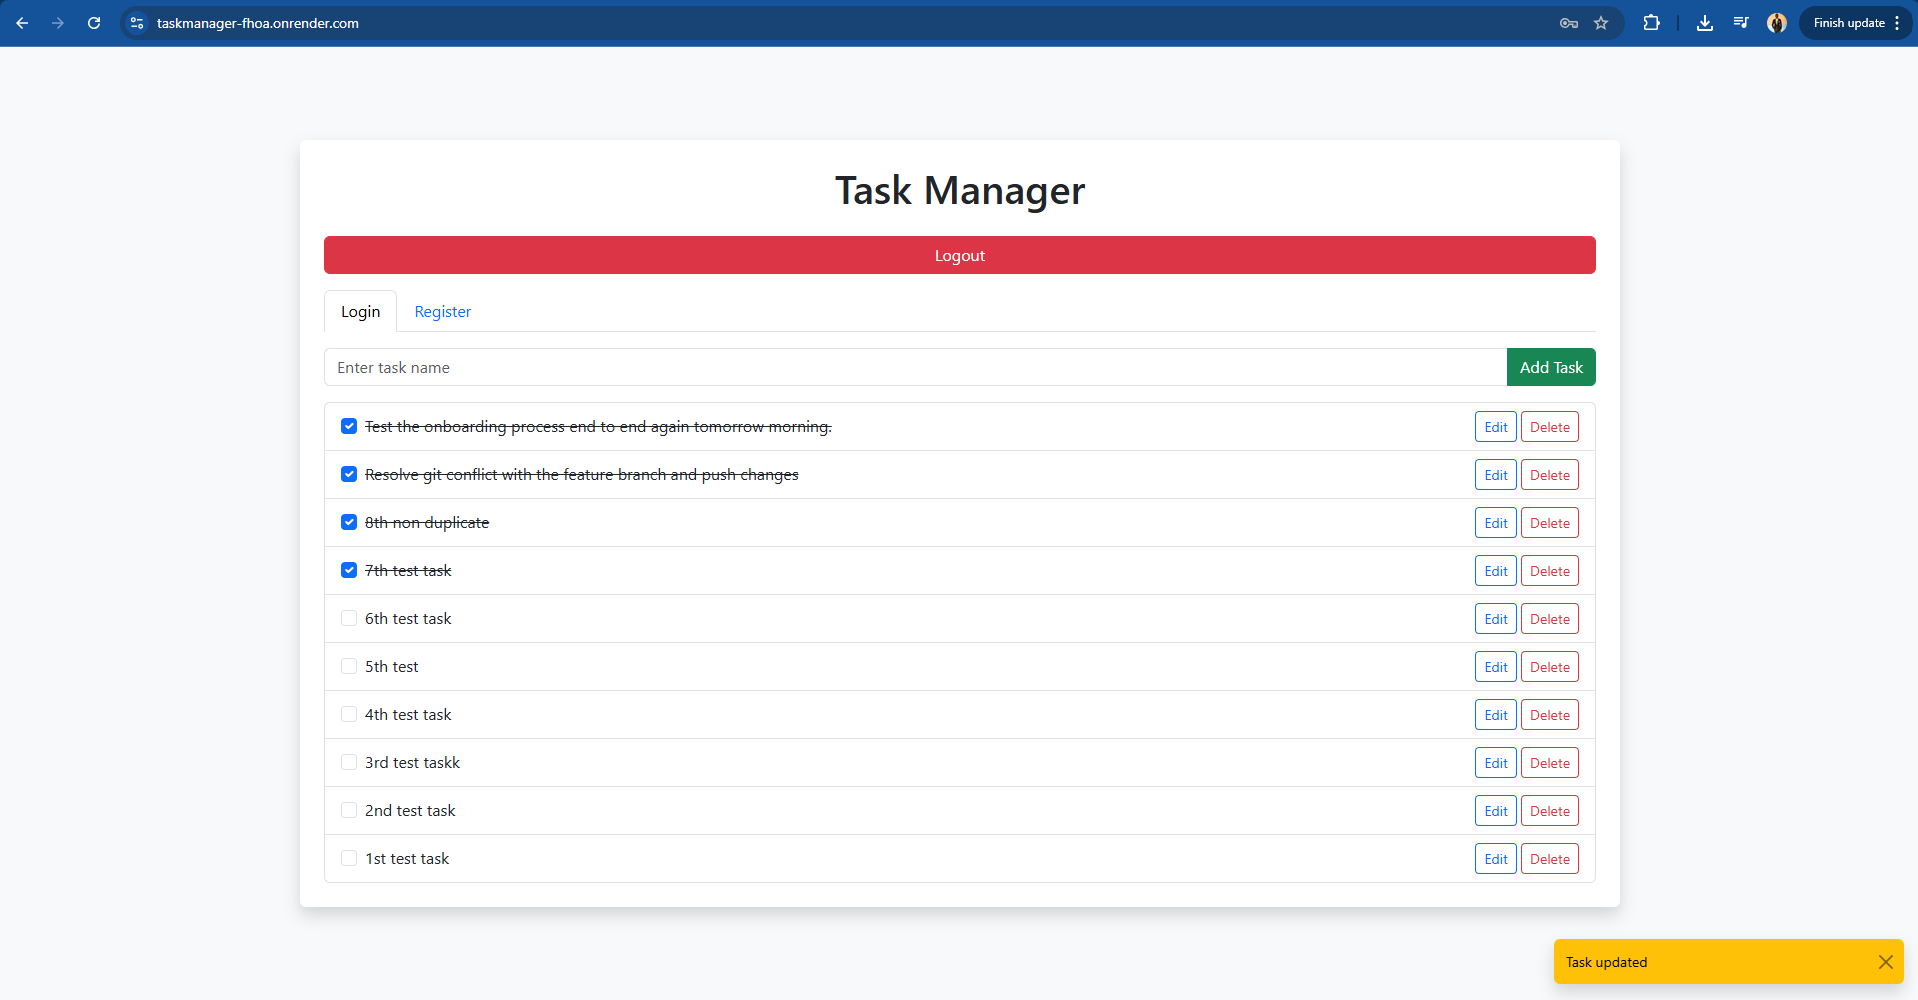 taskmanager-fhoa.onrender.com
Finish update
Task Manager
Logout
Login Register
Enter task name Add Task
Test the onboarding process end to end again tomorrow morning. Edit Delete
Resolve git conflict with the feature branch and push changes Edit Delete
8th non duplicate Edit Delete
7th test task Edit Delete
6th test task Edit Delete
5th test Edit Delete
4th test task Edit Delete
3rd test taskk Edit Delete
2nd test task Edit Delete
1st test task Edit Delete
Task updated